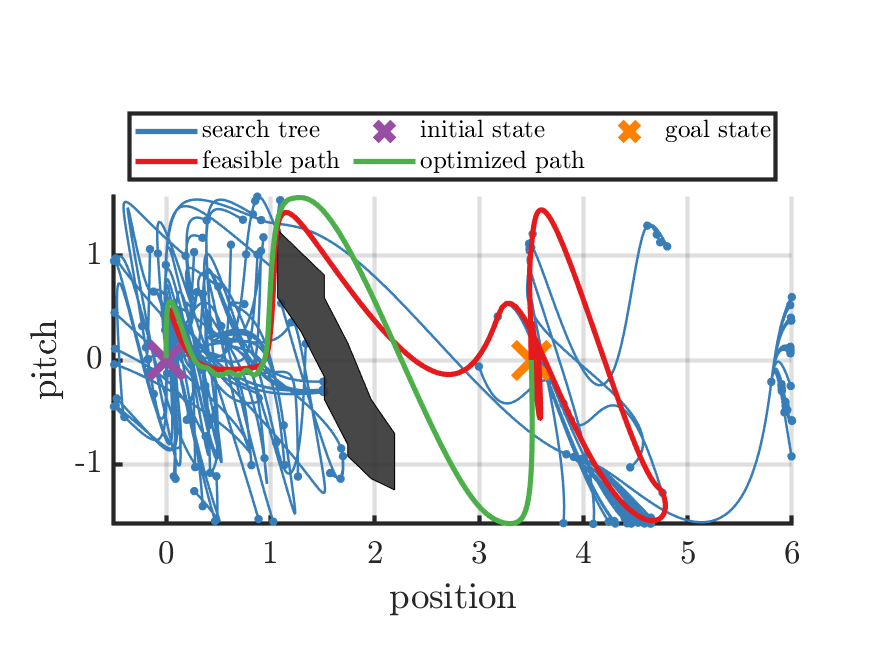 search tree initial state goal state
feasible path optimized path
1
0
-1
pitch
0 1 2 3 4 5 6
position